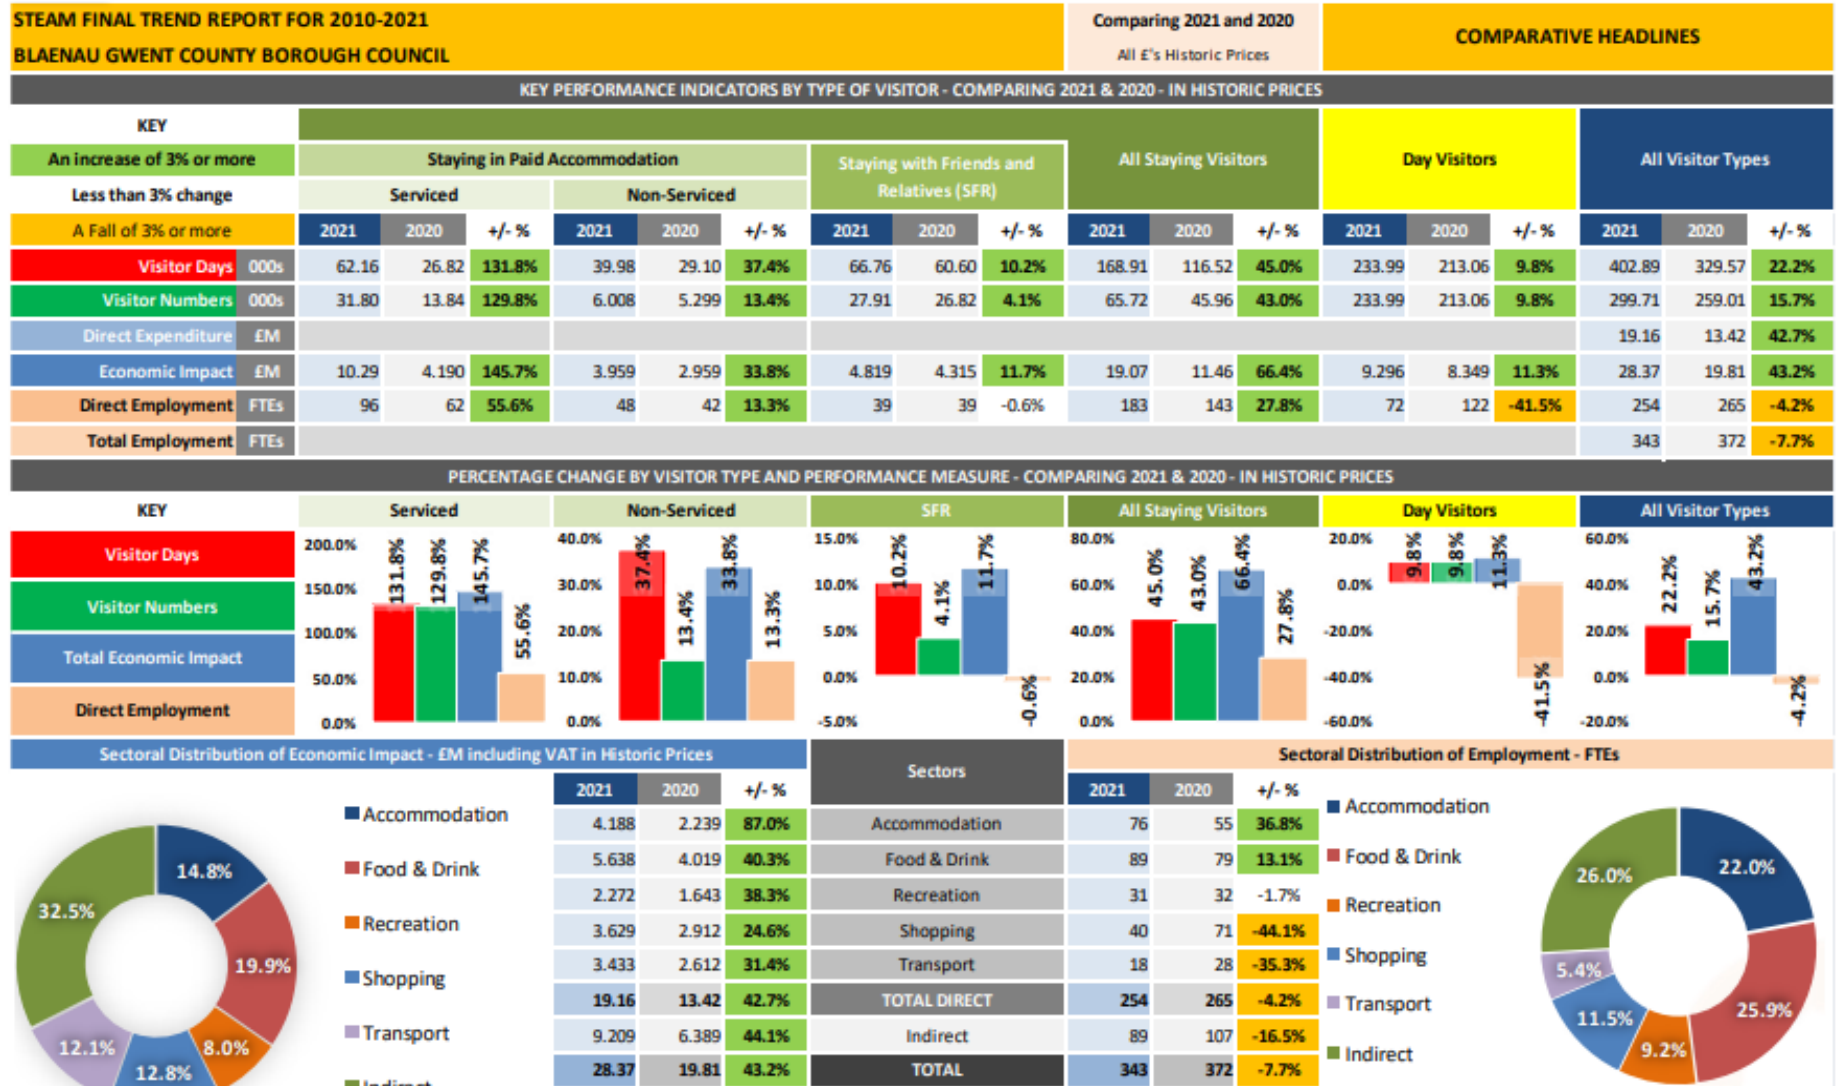 STEAM FINAL TREND REPORT FOR 2010-2021
BLAENAU GWENT COUNTY BOROUGH COUNCIL
Comparing 2021 and 2020
All £'s Historic Prices
COMPARATIVE HEADLINES
KEY PERFORMANCE INDICATORS BY TYPE OF VISITOR - COMPARING 2021 & 2020 - IN HISTORIC PRICES
KEY
An increase of 3% or more
Less than 3% change
A Fall of 3% or more
Staying in Paid Accommodation
Serviced
Non-Serviced
Staying with Friends and
Relatives (SFR)
All Staying Visitors
Day Visitors
All Visitor Types
2021 2020 +/- % 2021 2020 +/- % 2021 2020 +/- % 2021 2020 +/- % 2021 2020 +/- % 2021 2020 +/- %
Visitor Days 000s 62.16 26.82 131.8% 39.98 29.10 37.4% 66.76 60.60 10.2% 168.91 116.52 45.0% 233.99 213.06 9.8% 402.89 329.57 22.2%
Visitor Numbers 000s 31.80 13.84 129.8% 6.008 5.299 13.4% 27.91 26.82 4.1% 65.72 45.96 43.0% 233.99 213.06 9.8% 299.71 259.01 15.7%
Direct Expenditure £M 19.16 13.42 42.7%
Economic Impact £M 10.29 4.190 145.7% 3.959 2.959 33.8% 4.819 4.315 11.7% 19.07 11.46 66.4% 9.296 8.349 11.3% 28.37 19.81 43.2%
Direct Employment FTEs 96 62 55.6% 48 42 13.3% 39 39 -0.6% 183 143 27.8% 72 122 -41.5% 254 265 -4.2%
Total Employment FTEs 343 372 -7.7%
PERCENTAGE CHANGE BY VISITOR TYPE AND PERFORMANCE MEASURE - COMPARING 2021 & 2020 - IN HISTORIC PRICES
KEY
Visitor Days
Visitor Numbers
Total Economic Impact
Direct Employment
Serviced
200.0%
150.0%
100.0%
50.0%
0.0%
131.8%
129.8%
145.7%
55.6%
Non-Serviced
40.0%
30.0%
20.0%
10.0%
0.0%
37.4%
13.4%
33.8%
13.3%
SFR
15.0%
10.0%
5.0%
0.0%
-5.0%
10.2%
4.1%
11.7%
-0.6%
All Staying Visitors
80.0%
60.0%
40.0%
20.0%
0.0%
45.0%
43.0%
66.4%
27.8%
Day Visitors
20.0%
0.0%
-20.0%
-40.0%
-60.0%
9.8%
9.8%
11.3%
-41.5%
All Visitor Types
60.0%
40.0%
20.0%
0.0%
-20.0%
22.2%
15.7%
43.2%
-4.2%
Sectoral Distribution of Economic Impact - £M including VAT in Historic Prices
Sectors
Sectoral Distribution of Employment - FTEs
14.8%
19.9%
8.0%
12.8%
12.1%
32.5%
Accommodation
Food & Drink
Recreation
Shopping
Transport
Indirect
2021 2020 +/- % 2021 2020 +/- %
4.188 2.239 87.0% Accommodation 76 55 36.8%
5.638 4.019 40.3% Food & Drink 89 79 13.1%
2.272 1.643 38.3% Recreation 31 32 -1.7%
3.629 2.912 24.6% Shopping 40 71 -44.1%
3.433 2.612 31.4% Transport 18 28 -35.3%
19.16 13.42 42.7% TOTAL DIRECT 254 265 -4.2%
9.209 6.389 44.1% Indirect 89 107 -16.5%
28.37 19.81 43.2% TOTAL 343 372 -7.7%
Accommodation
Food & Drink
Recreation
Shopping
Transport
Indirect
22.0%
25.9%
9.2%
11.5%
5.4%
26.0%